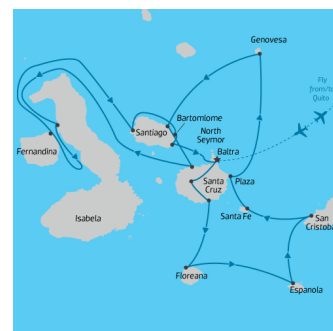 Genovesa
Fly
from/to
Quito
Bartomlome
North
Seymor
Santiago
Baltra
Fernandina
Santa
Cruz
Plaza
Isabela
Santa Fe
San
Cristoba
Floreana
Espanola